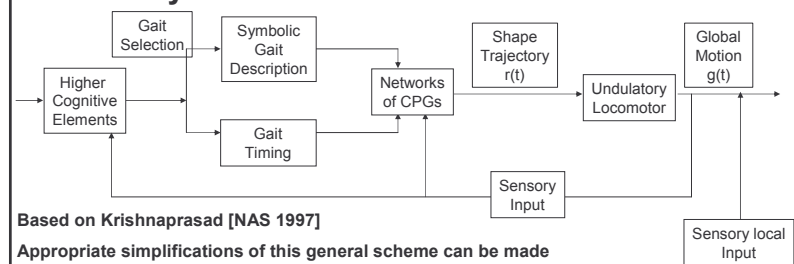 Gait
Selection
Symbolic
Gait
Description
Shape
Trajectory
r(t)
Global
Motion
g(t)
Higher
Cognitive
Elements
Networks
of CPGs
Undulatory
Locomotor
Gait
Timing
Sensory
Input
Based on Krishnaprasad [NAS 1997]
Sensory local
Input
Appropriate simplifications of this general scheme can be made